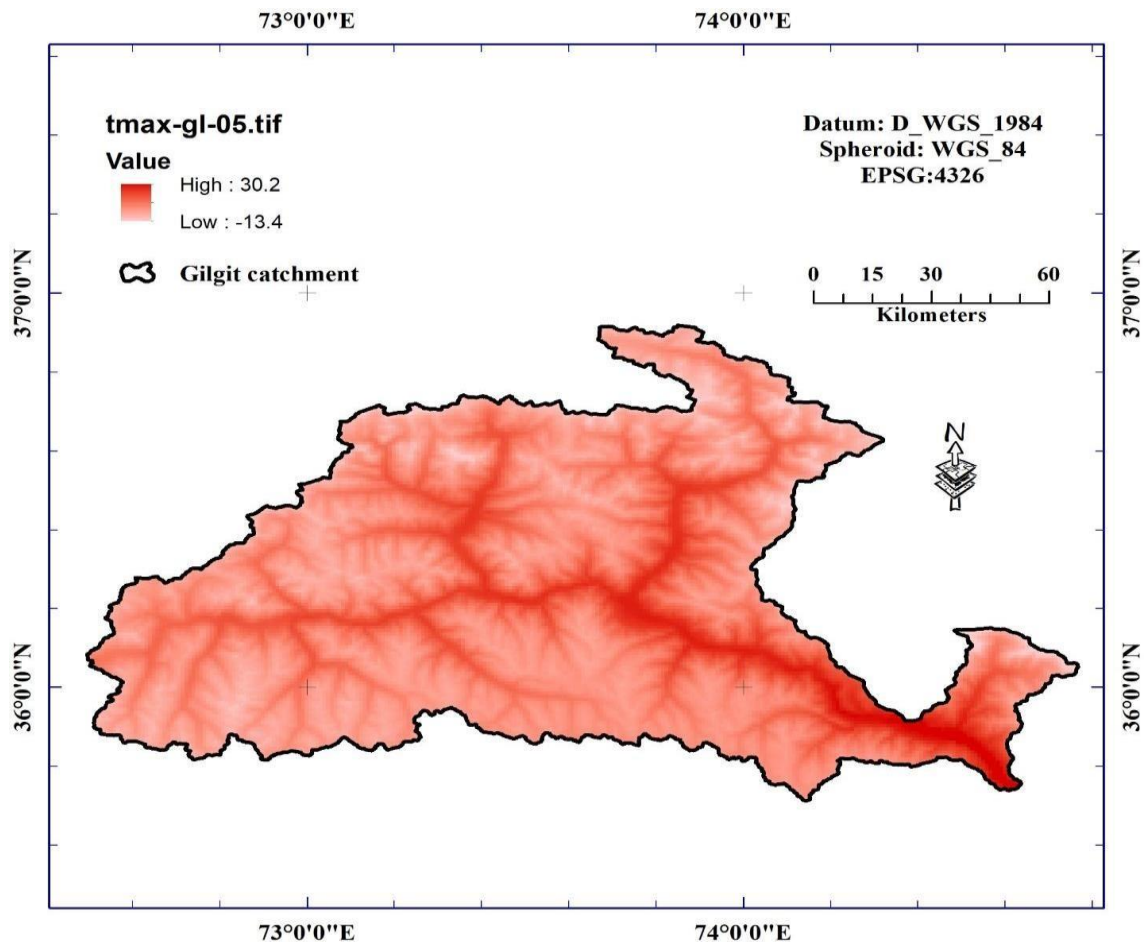 73°0'0"E 74°0'0"E
tmax-gl-05.tif
Value
High : 30.2
Low : -13.4
Gilgit catchment
Datum: D_WGS_1984
Spheroid: WGS_84
EPSG:4326
0 15 30 60
Kilometers
N
37°0'0"N 37°0'0"N
36°0'0"N 36°0'0"N
73°0'0"E 74°0'0"E